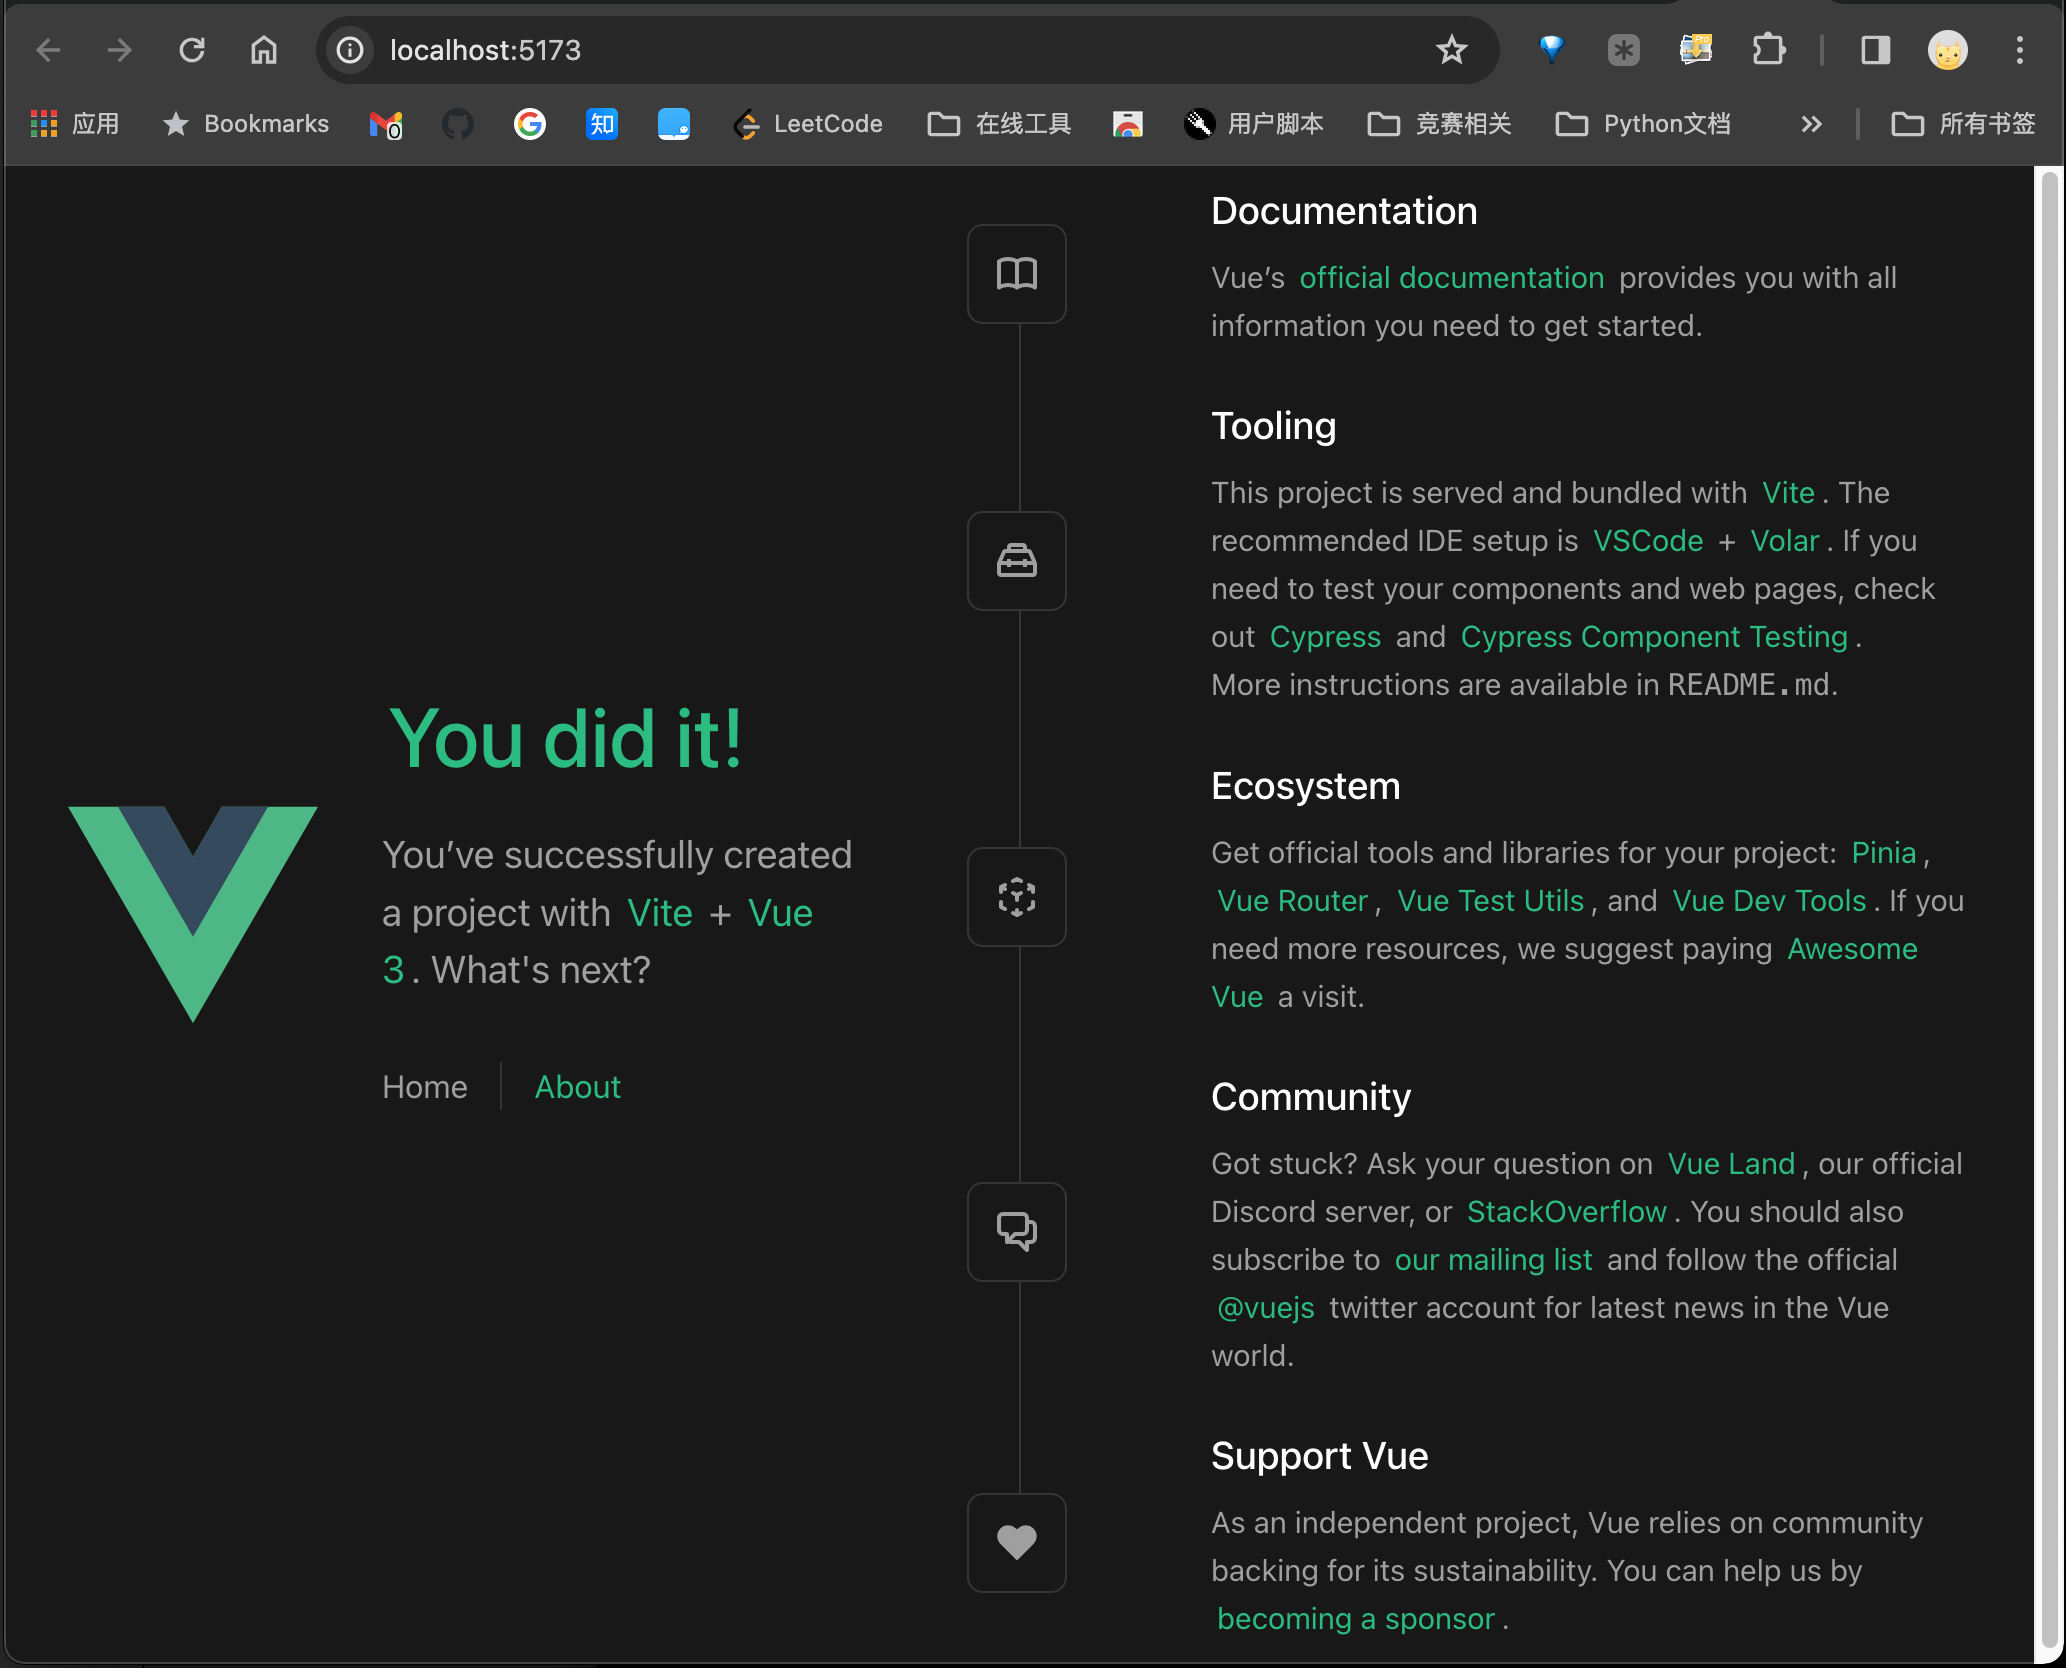 localhost:5173
Pro
应用
Bookmarks
0
知
LeetCode
在线工具
用户脚本
竞赛相关
Python文档
所有书签
You did it!
You’ve successfully created
a project with Vite + Vue
3. What's next?
Home
About
Documentation
Vue’s official documentation provides you with all
information you need to get started.
Tooling
This project is served and bundled with Vite. The
recommended IDE setup is VSCode + Volar. If you
need to test your components and web pages, check
out Cypress and Cypress Component Testing.
More instructions are available in README.md.
Ecosystem
Get official tools and libraries for your project: Pinia,
Vue Router, Vue Test Utils, and Vue Dev Tools. If you
need more resources, we suggest paying Awesome
Vue a visit.
Community
Got stuck? Ask your question on Vue Land, our official
Discord server, or StackOverflow. You should also
subscribe to our mailing list and follow the official
@vuejs twitter account for latest news in the Vue
world.
Support Vue
As an independent project, Vue relies on community
backing for its sustainability. You can help us by
becoming a sponsor.